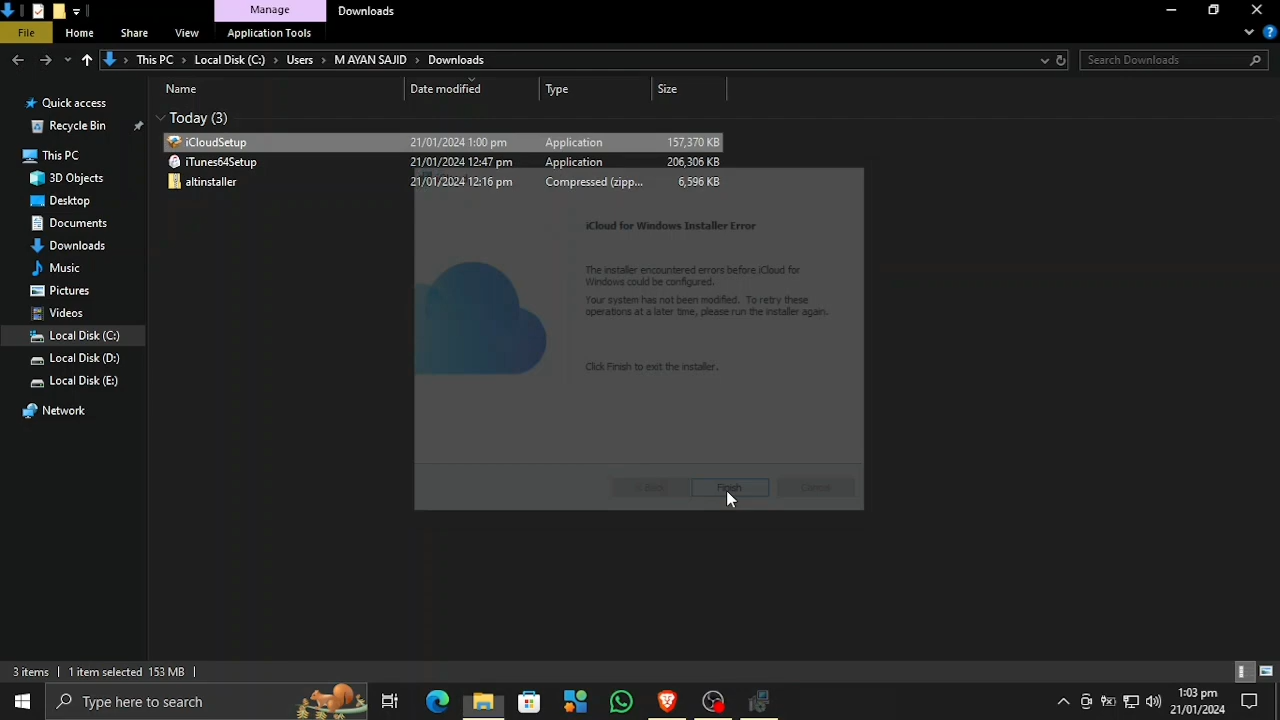 Manage
Downloads
File
Home
Share
View
Application Tools
This PC
Local Disk (C:)
Users
M AYAN SAJID
Downloads
Search Downloads
Name
Date modified
Type
Size
Quick access
Recycle Bin
This PC
3D Objects
Desktop
Documents
Downloads
Music
Pictures
Videos
Local Disk (C:)
Local Disk (D:)
Local Disk (E:)
Network
Today (3)
iCloudSetup 21/01/2024 1:00 pm Application 157,370 KB
iTunes64Setup 21/01/2024 12:47 pm Application 206,306 KB
altinstaller 21/01/2024 12:16 pm Compressed (zipp... 6,596 KB
iCloud for Windows Installer Error
The installer encountered errors before iCloud for
Windows could be configured.
Your system has not been modified. To retry these
operations at a later time, please run the installer again.
Click Finish to exit the installer.
< Back
Finish
Cancel
3 items
1 item selected 153 MB
Type here to search
1:03 pm
21/01/2024